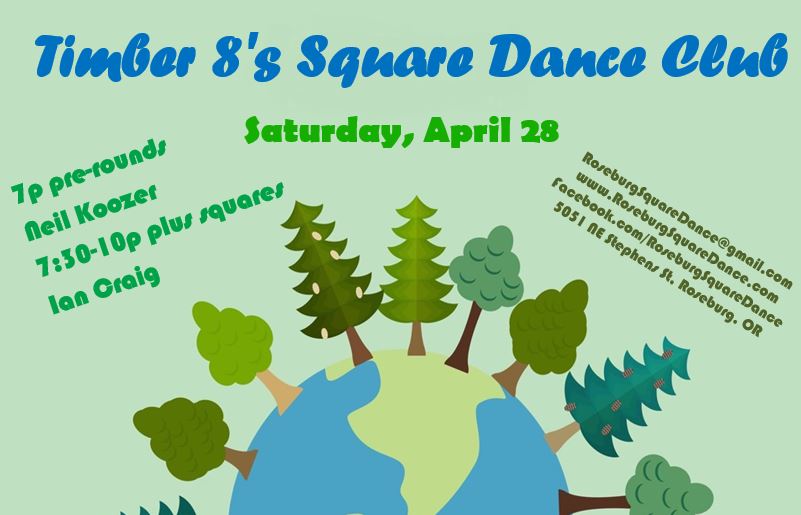 Timber 8's Square Dance Club
Saturday, April 28
7p pre-rounds
Neil Koozer
7:30-10p plus squares
Ian Craig
RoseburgSquareDance@gmail.com
www.RoseburgSquareDance.com
facebook.com/RoseburgSquareDance
5051 NE Stephens St, Roseburg. OR